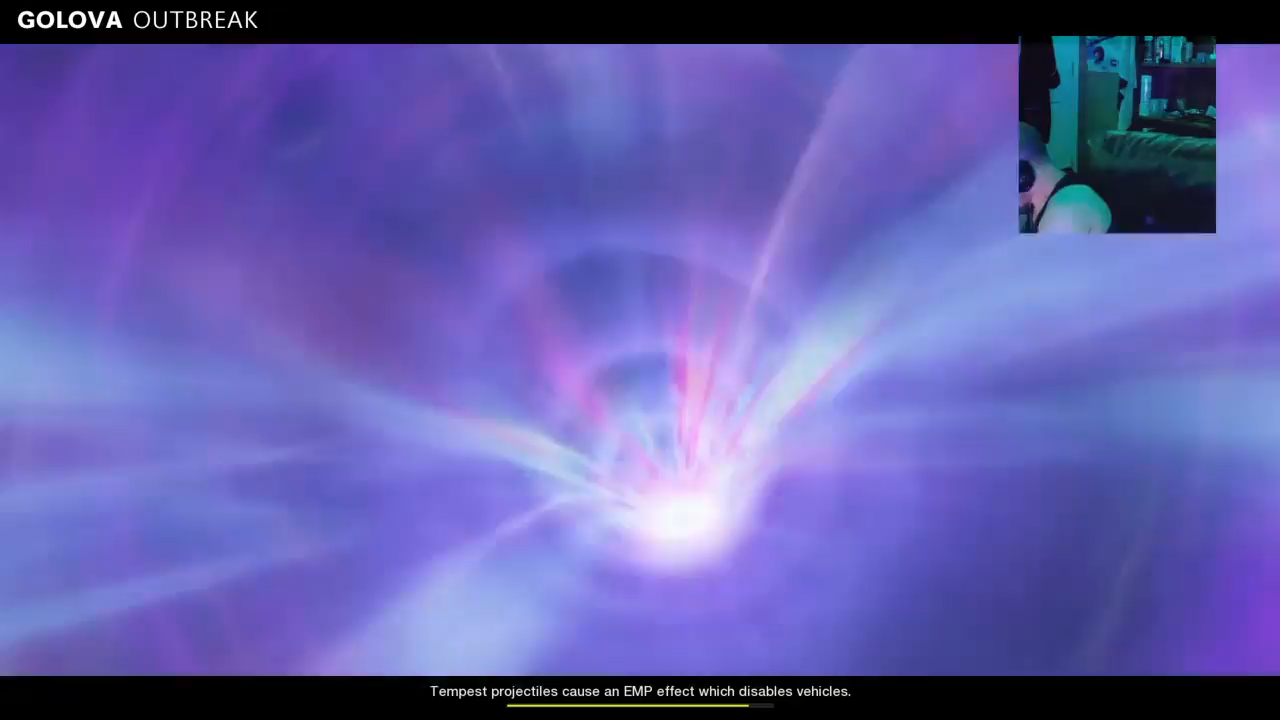 GOLOVA OUTBREAK
Tempest projectiles cause an EMP effect which disables vehicles.